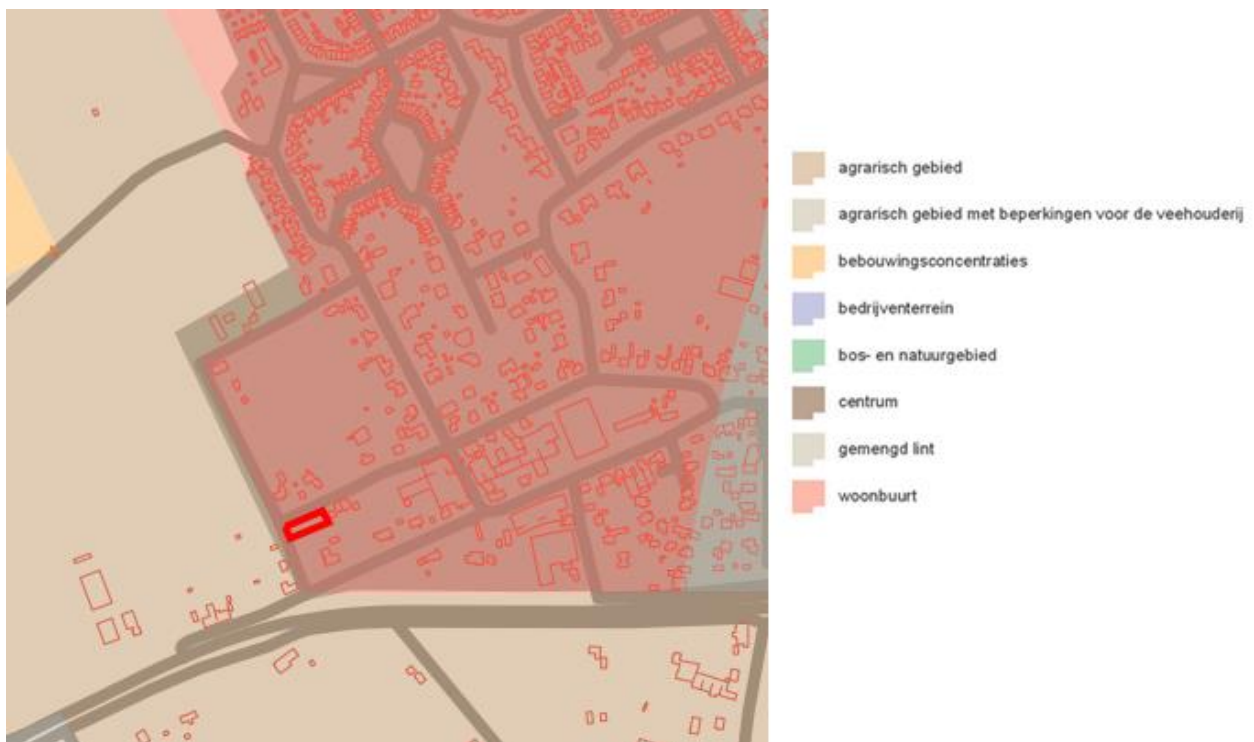 agrarisch gebied
agrarisch gebied met beperkingen voor de veehouderij
bebouwingsconcentraties
bedrijventerrein
bos- en natuurgebied
centrum
gemengd lint
woonbuurt